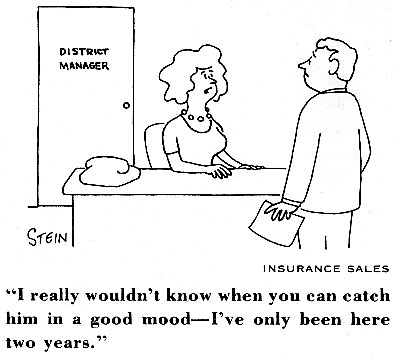 DISTRICT
MANAGER
STEIN
INSURANCE SALES
“I really wouldn’t know when you can catch
him in a good mood—I’ve only been here
two years.”